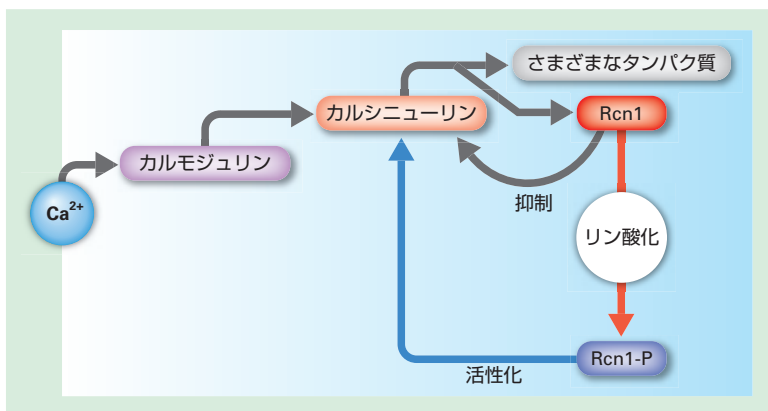 さまざまなタンパク質
カルシニューリン
Rcn1
カルモジュリン
抑制
Ca²⁺
リン酸化
Rcn1-P
活性化